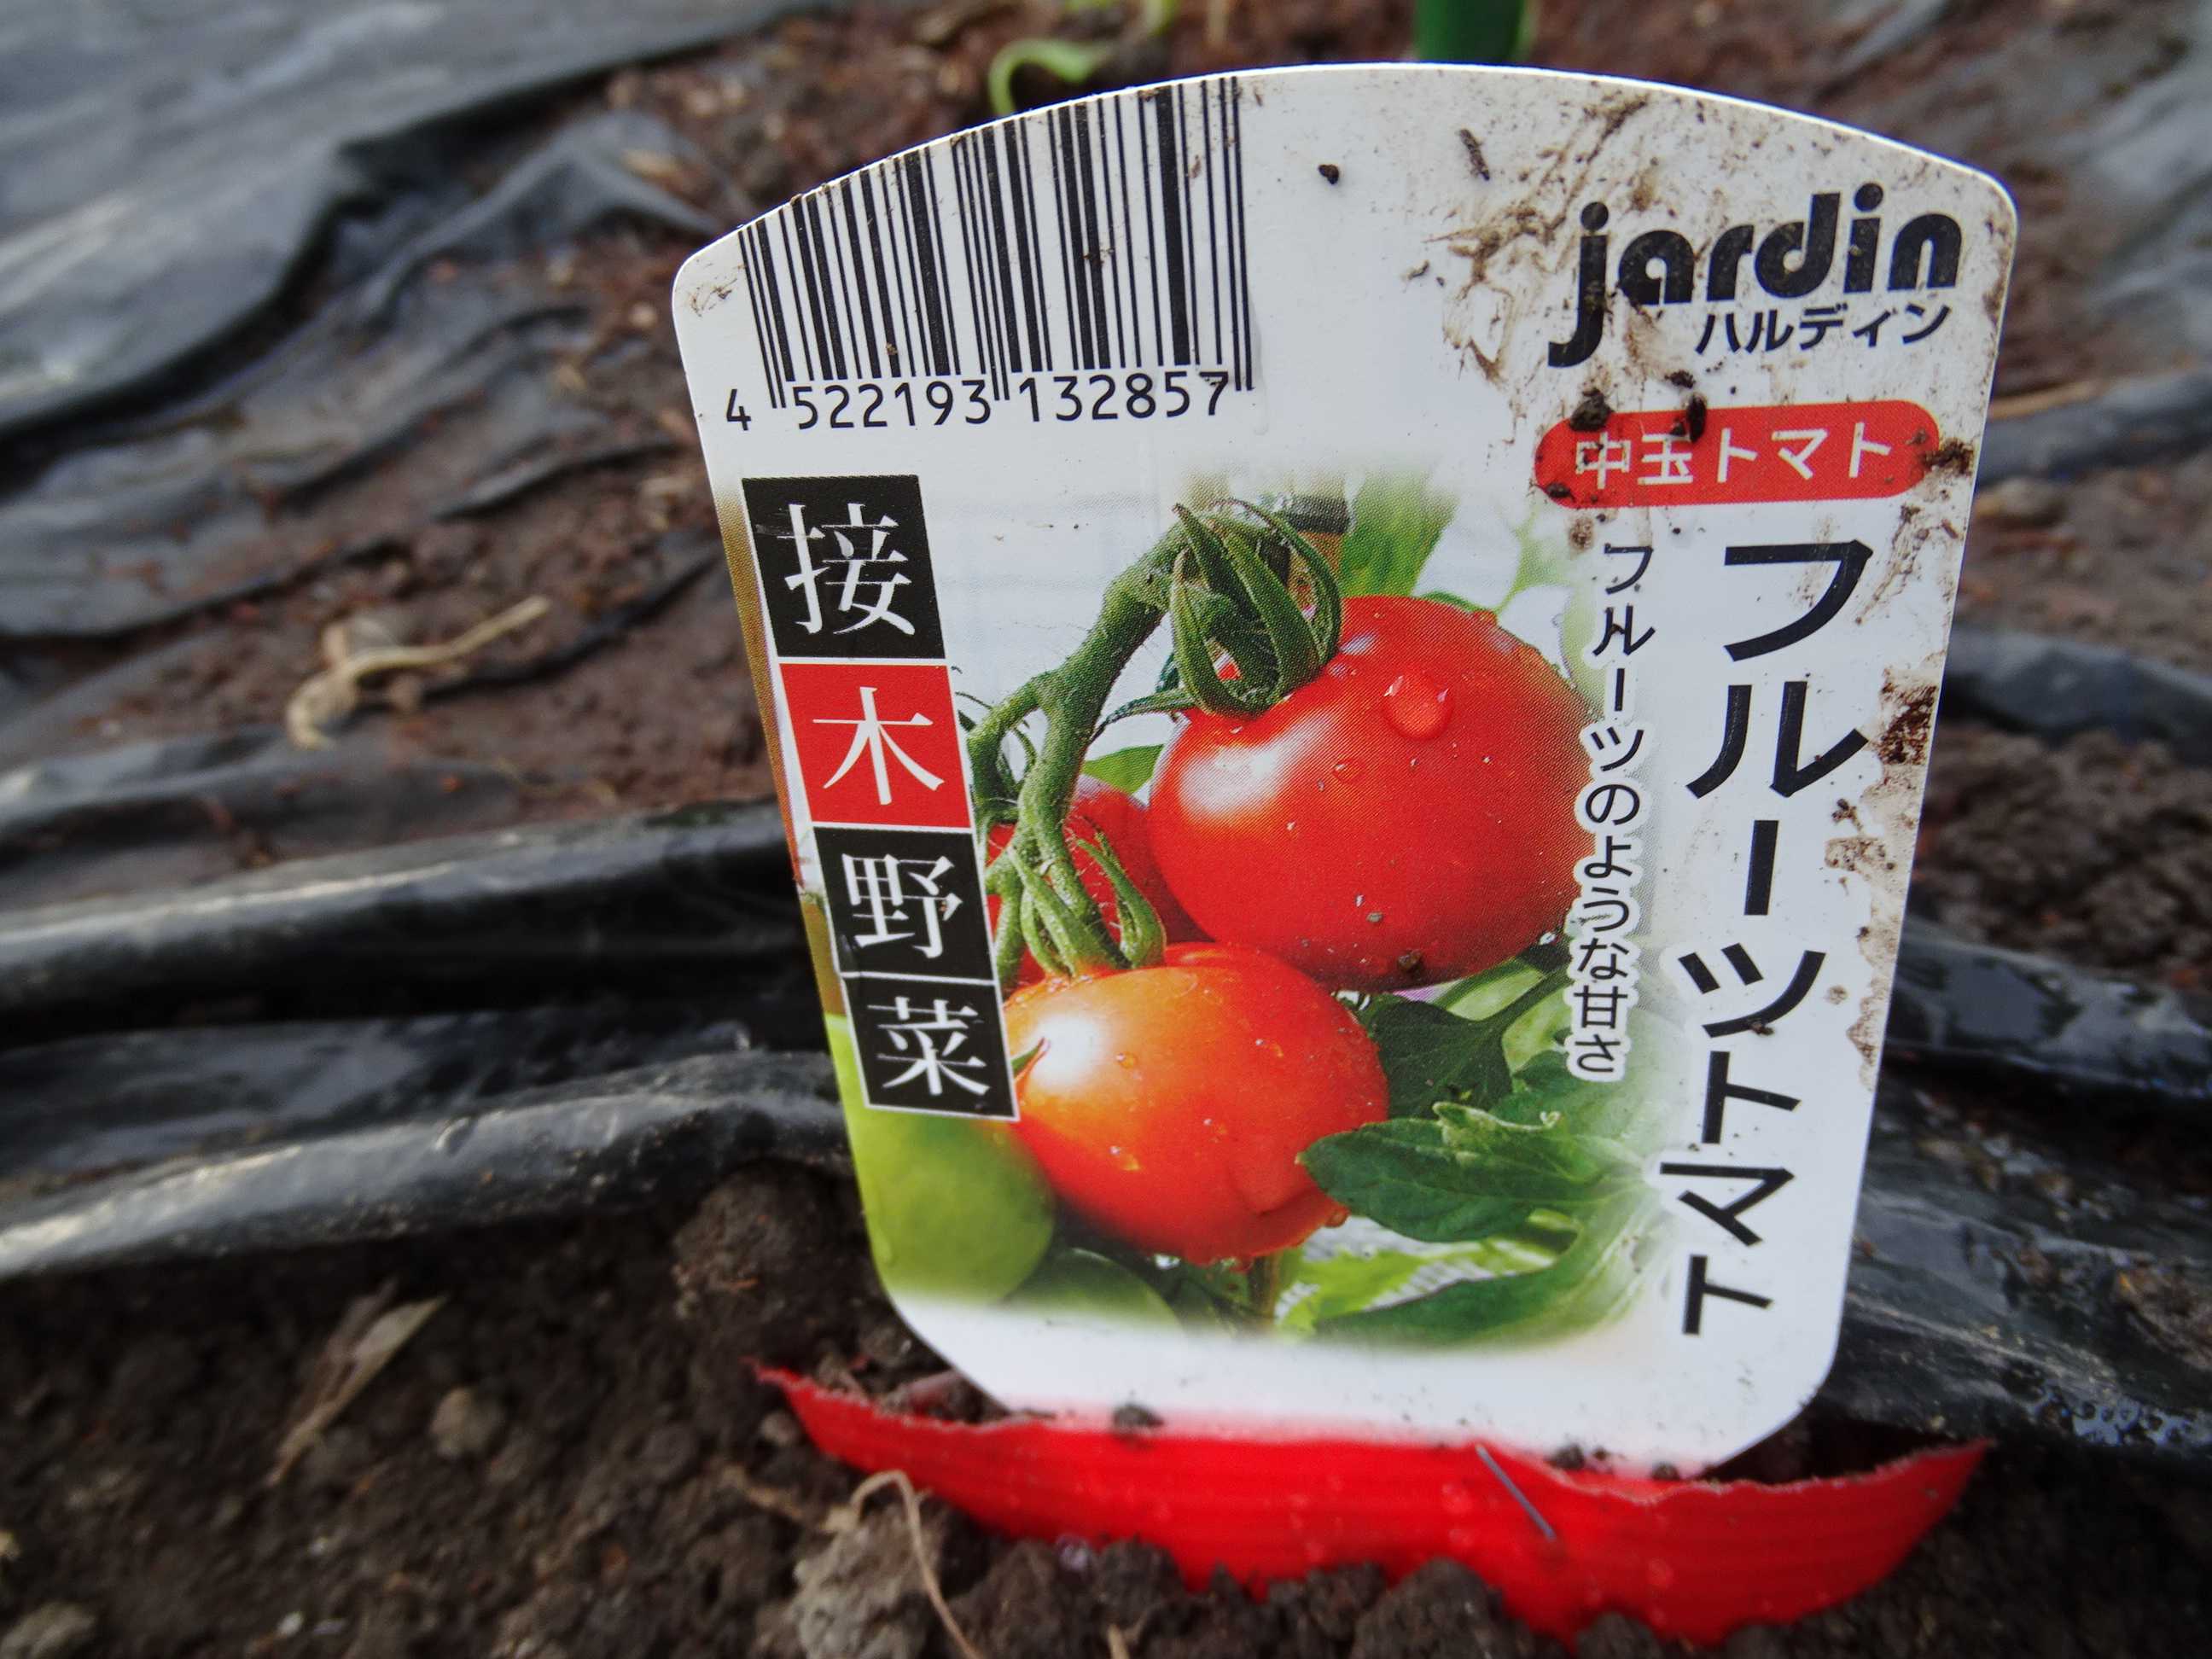 4 522193 132857
jardin
ハルディン
中玉トマト
フルーツトマト
フルーツのような甘さ
接木野菜